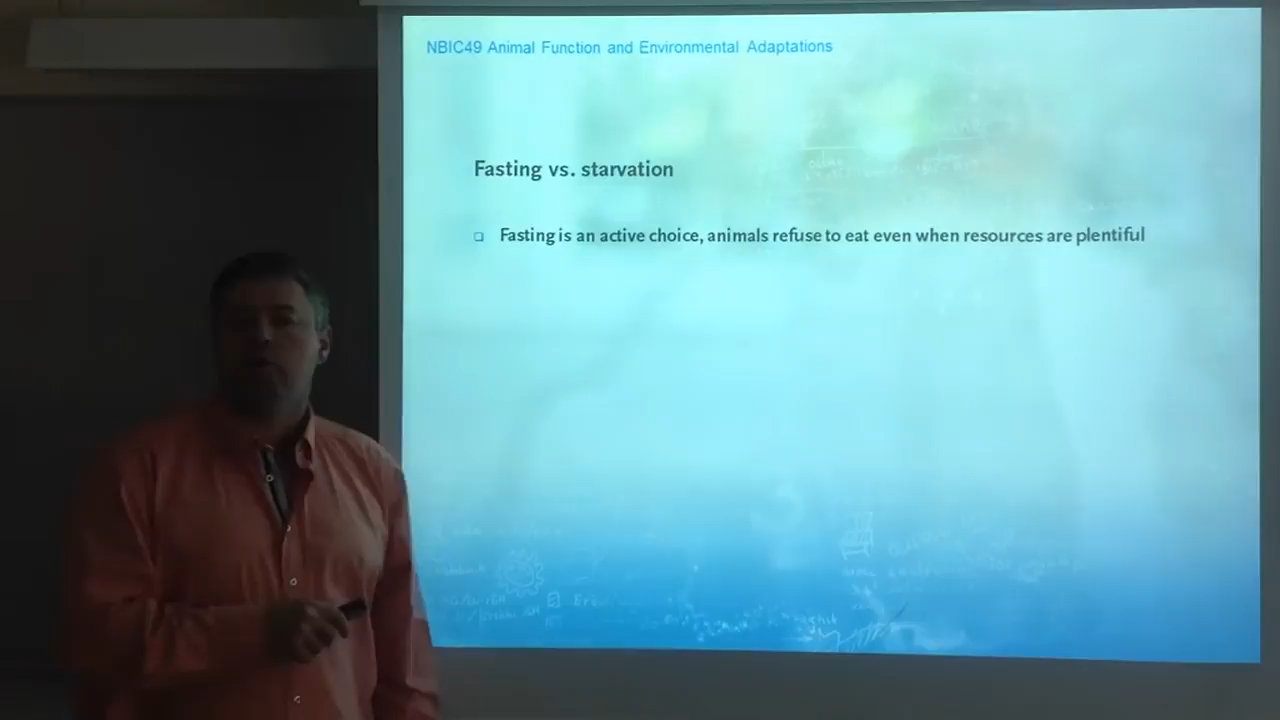 NBIC49 Animal Function and Environmental Adaptations
Fasting vs. starvation
Fasting is an active choice, animals refuse to eat even when resources are plentiful